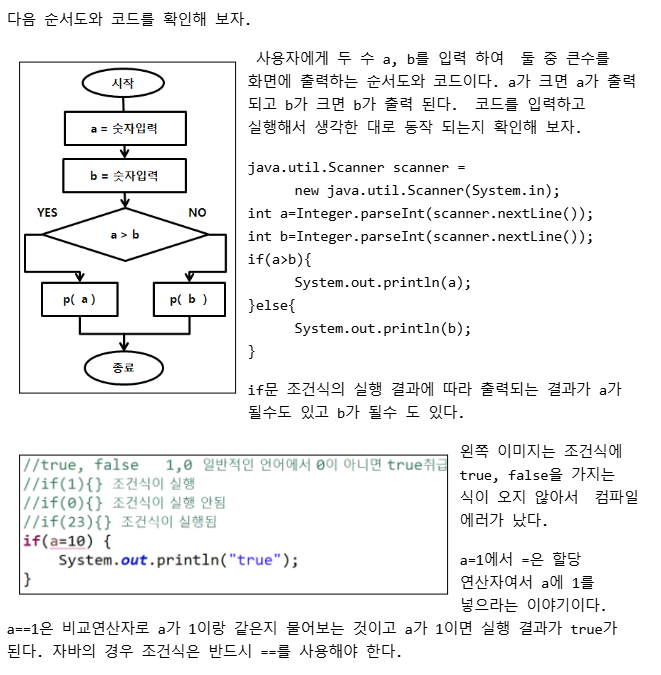 다음 순서도와 코드를 확인해 보자.
시작
a = 숫자입력
b = 숫자입력
YES
NO
a > b
p( a )
p( b )
종료
사용자에게 두 수 a, b를 입력 하여 둘 중 큰수를
화면에 출력하는 순서도와 코드이다. a가 크면 a가 출력
되고 b가 크면 b가 출력 된다. 코드를 입력하고
실행해서 생각한 대로 동작 되는지 확인해 보자.
java.util.Scanner scanner =
new java.util.Scanner(System.in);
int a=Integer.parseInt(scanner.nextLine());
int b=Integer.parseInt(scanner.nextLine());
if(a>b){
System.out.println(a);
}else{
System.out.println(b);
}
if문 조건식의 실행 결과에 따라 출력되는 결과가 a가
될수도 있고 b가 될수 도 있다.
//true, false 1,0 일반적인 언어에서 0이 아니면 true취급
//if(1){} 조건식이 실행
//if(0){} 조건식이 실행 안됨
//if(23){} 조건식이 실행됨
if(a=10) {
System.out.println("true");
}
왼쪽 이미지는 조건식에
true, false을 가지는
식이 오지 않아서 컴파일
에러가 났다.
a=1에서 =은 할당
연산자여서 a에 1를
넣으라는 이야기이다.
a==1은 비교연산자로 a가 1이랑 같은지 물어보는 것이고 a가 1이면 실행 결과가 true가
된다. 자바의 경우 조건식은 반드시 ==를 사용해야 한다.